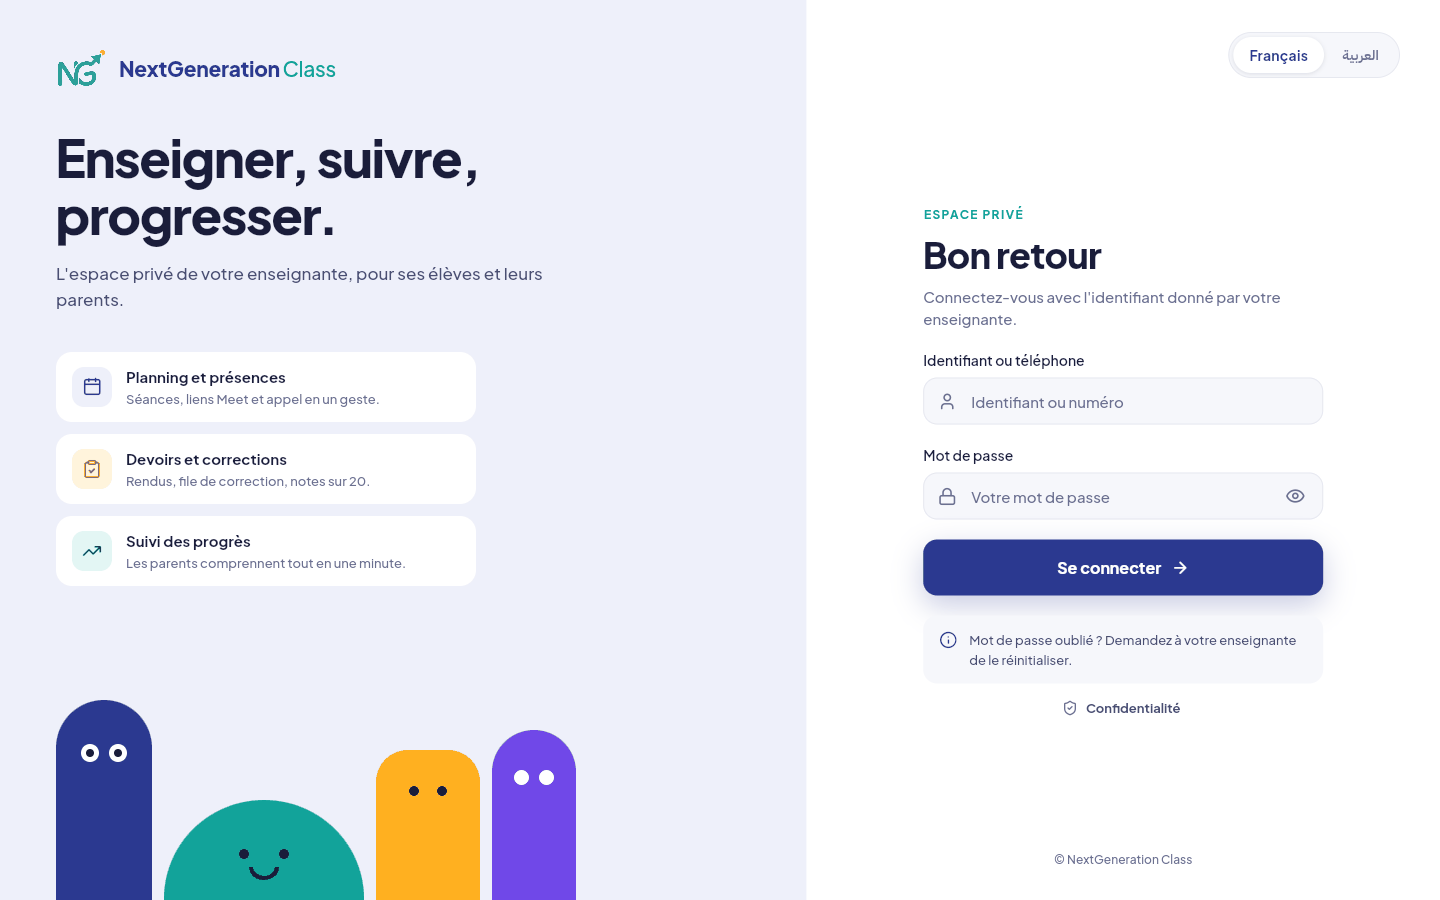 NG
NextGeneration Class
Enseigner, suivre,
progresser.
L'espace privé de votre enseignante, pour ses élèves et leurs
parents.
Planning et présences
Séances, liens Meet et appel en un geste.
Devoirs et corrections
Rendus, file de correction, notes sur 20.
Suivi des progrès
Les parents comprennent tout en une minute.
Français
العربية
ESPACE PRIVÉ
Bon retour
Connectez-vous avec l'identifiant donné par votre
enseignante.
Identifiant ou téléphone
Identifiant ou numéro
Mot de passe
Votre mot de passe
Se connecter
Mot de passe oublié ? Demandez à votre enseignante
de le réinitialiser.
Confidentialité
© NextGeneration Class